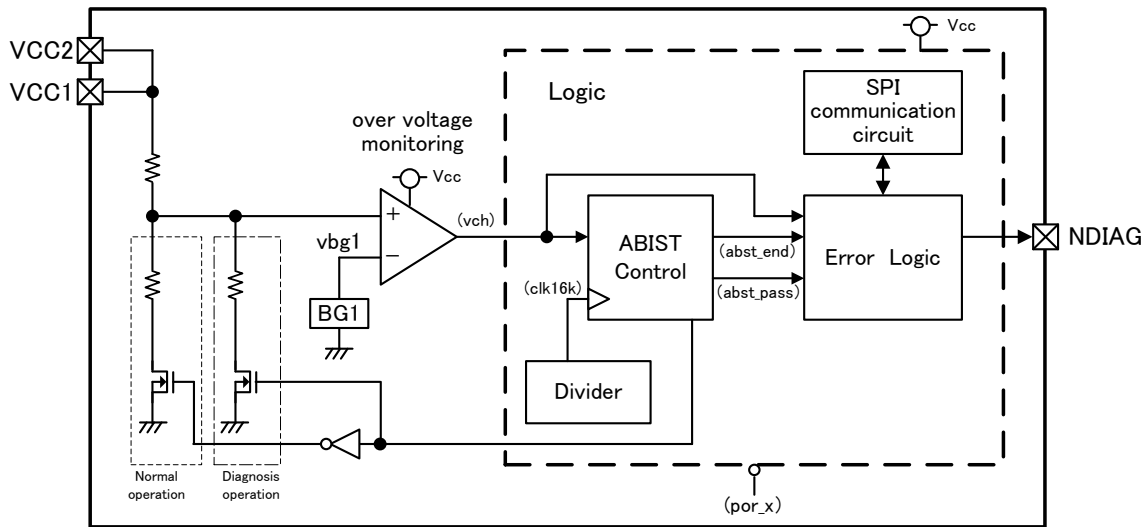 VCC2
VCC1
Vcc
Logic
SPI
communication
circuit
over voltage
monitoring
Vcc
+
(vch)
vbg1
−
BG1
ABIST
Control
(clk16k)
(abst_end)
(abst_pass)
Error Logic
NDIAG
Divider
Normal
operation
Diagnosis
operation
(por_x)